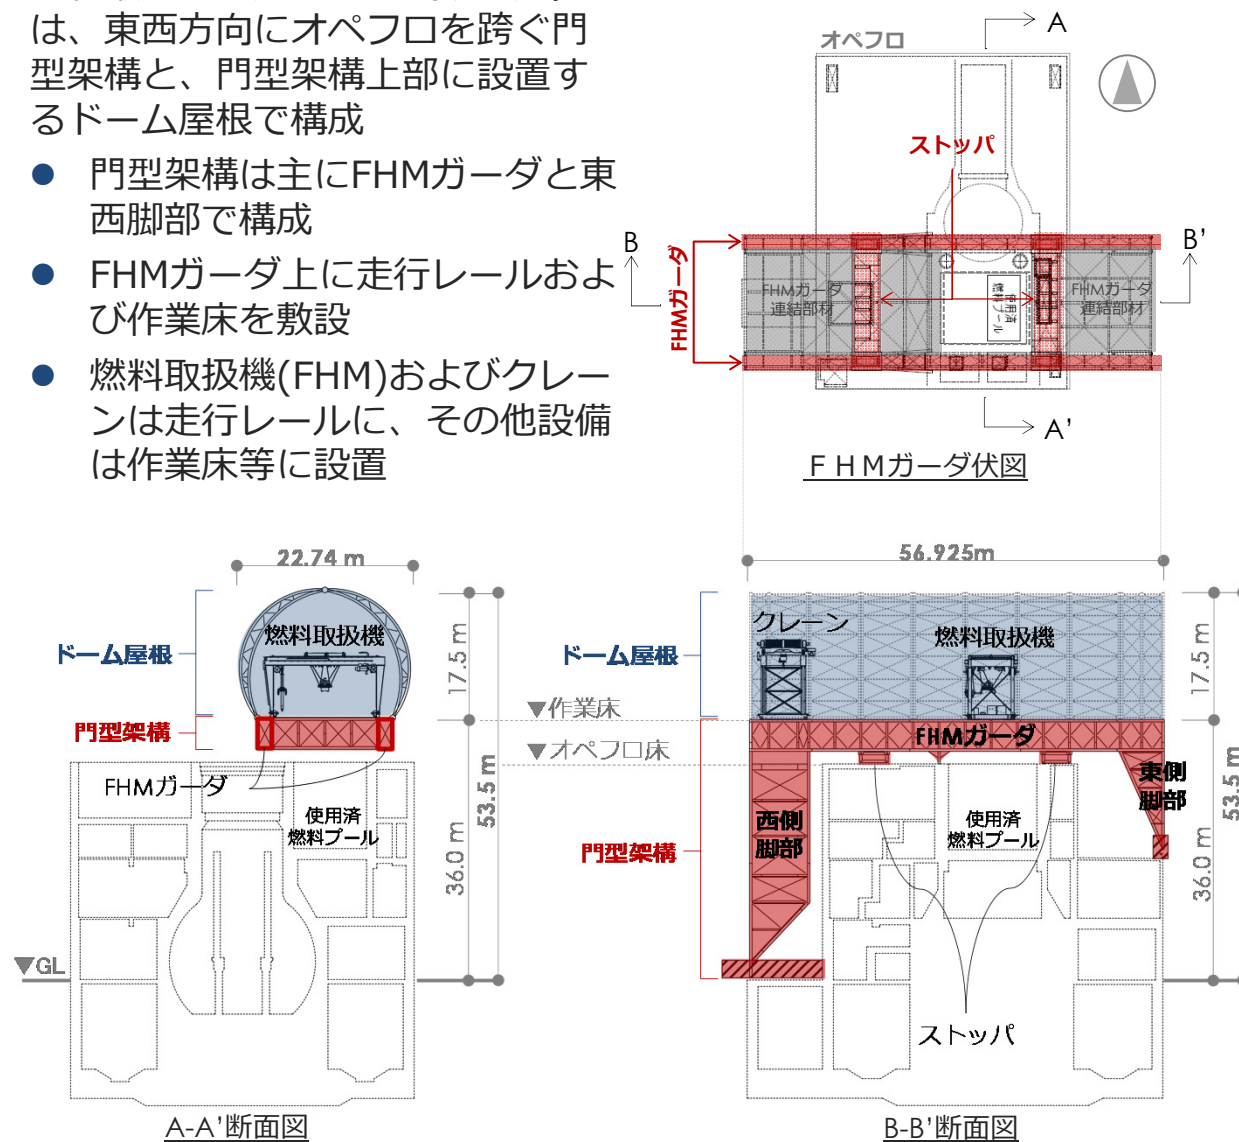 は、東西方向にオペフロを跨ぐ門
型架構と、門型架構上部に設置す
るドーム屋根で構成
● 門型架構は主にFHMガーダと東
西脚部で構成
● FHMガーダ上に走行レールおよ
び作業床を敷設
● 燃料取扱機(FHM)およびクレー
ンは走行レールに、その他設備
は作業床等に設置
A
オペフロ
ストッパ
B
B’
FHMガーダ
FHMガーダ
連結部材
使用済
燃料プール
FHMガーダ
連結部材
A’
ＦＨＭガーダ伏図
22.74 m
ドーム屋根
燃料取扱機
17.5 m
門型架構
FHMガーダ
使用済
燃料プール
53.5 m
36.0 m
▼GL
A-A’断面図
56.925m
クレーン
燃料取扱機
ドーム屋根
17.5 m
▼作業床
FHMガーダ
▼オペフロ床
東側
脚部
53.5 m
西側
脚部
使用済
燃料プール
門型架構
36.0 m
ストッパ
B-B’断面図